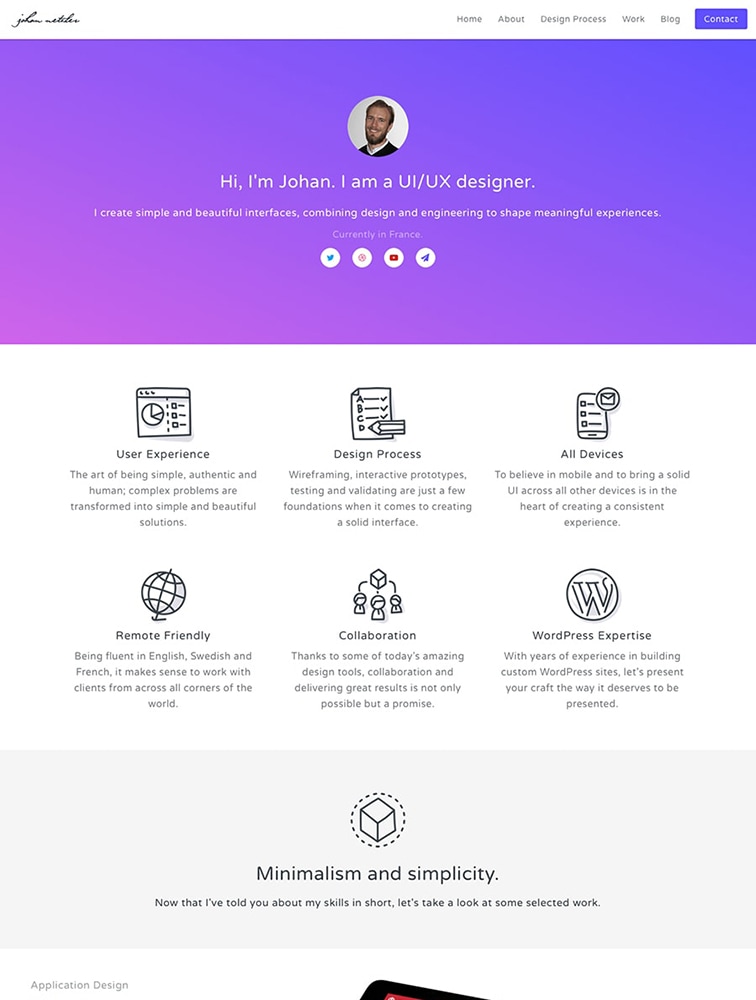 johan netzler
Home About Design Process Work Blog Contact
Hi, I'm Johan. I am a UI/UX designer.
I create simple and beautiful interfaces, combining design and engineering to shape meaningful experiences.
Currently in France.
User Experience
The art of being simple, authentic and
human; complex problems are
transformed into simple and beautiful
solutions.
A
B
C
D
Design Process
Wireframing, interactive prototypes,
testing and validating are just a few
foundations when it comes to creating
a solid interface.
All Devices
To believe in mobile and to bring a solid
UI across all other devices is in the
heart of creating a consistent
experience.
Remote Friendly
Being fluent in English, Swedish and
French, it makes sense to work with
clients from across all corners of the
world.
Collaboration
Thanks to some of today's amazing
design tools, collaboration and
delivering great results is not only
possible but a promise.
W
WordPress Expertise
With years of experience in building
custom WordPress sites, let's present
your craft the way it deserves to be
presented.
Minimalism and simplicity.
Now that I've told you about my skills in short, let's take a look at some selected work.
Application Design